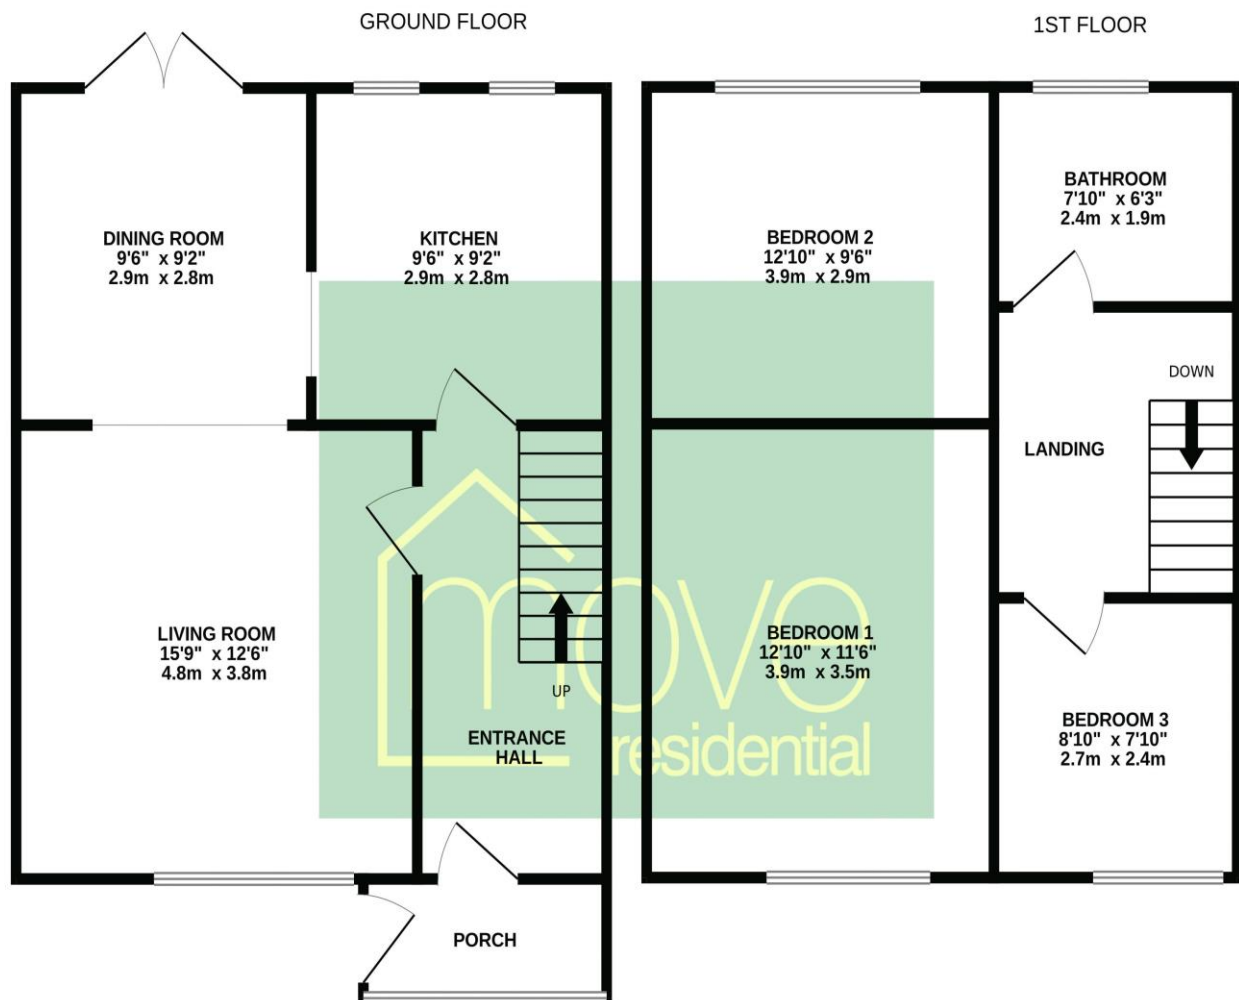 GROUND FLOOR
1ST FLOOR
DINING ROOM
9'6" x 9'2"
2.9m x 2.8m
KITCHEN
9'6" x 9'2"
2.9m x 2.8m
LIVING ROOM
15'9" x 12'6"
4.8m x 3.8m
UP
ENTRANCE
HALL
PORCH
BEDROOM 2
12'10" x 9'6"
3.9m x 2.9m
BATHROOM
7'10" x 6'3"
2.4m x 1.9m
DOWN
LANDING
BEDROOM 1
12'10" x 11'6"
3.9m x 3.5m
BEDROOM 3
8'10" x 7'10"
2.7m x 2.4m
move
residential